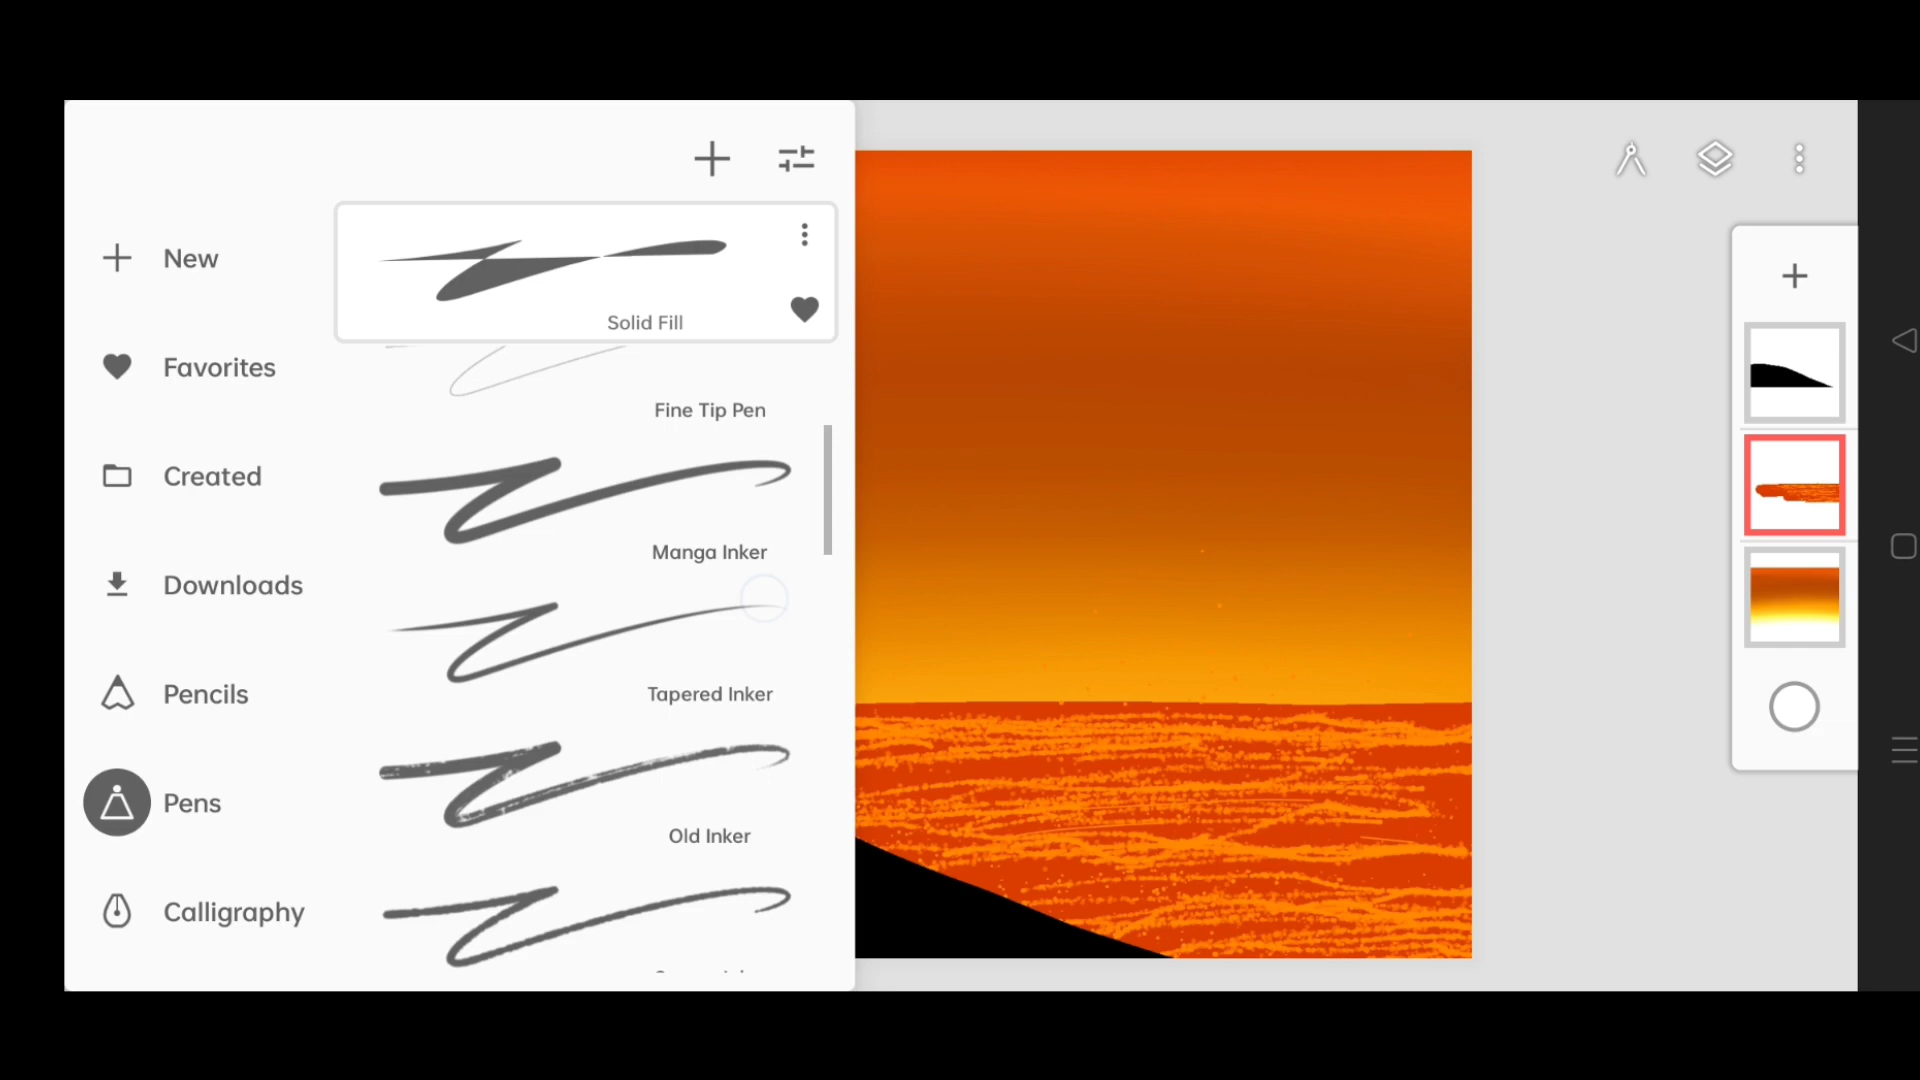 New
Favorites
Created
Downloads
Pencils
Pens
Calligraphy
Solid Fill
Fine Tip Pen
Manga Inker
Tapered Inker
Old Inker